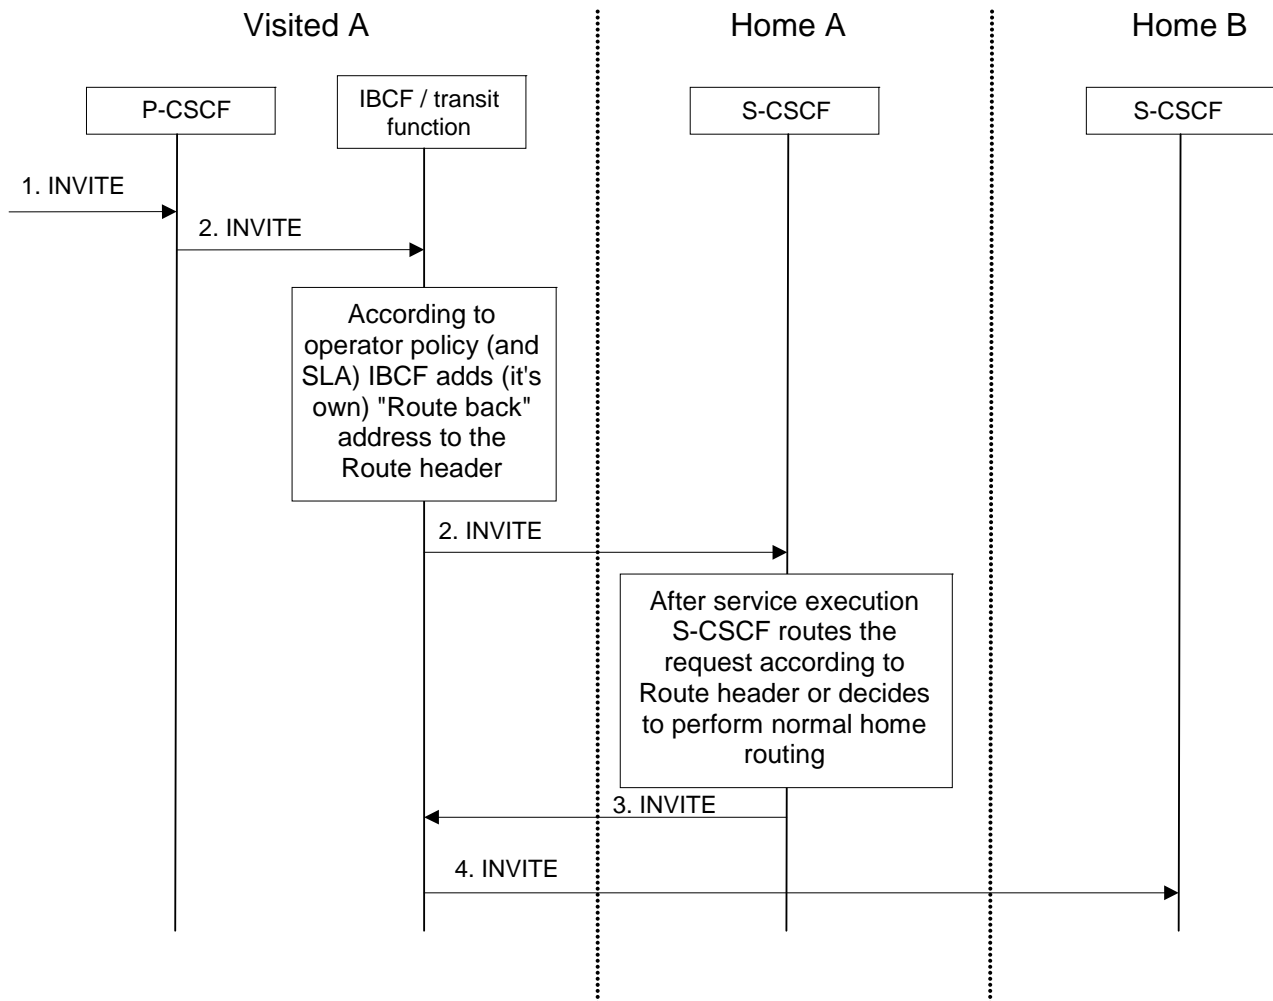 Visited A
Home A
Home B
P-CSCF
IBCF / transit
function
S-CSCF
S-CSCF
1. INVITE
2. INVITE
According to
operator policy (and
SLA) IBCF adds (it's
own) "Route back"
address to the
Route header
2. INVITE
After service execution
S-CSCF routes the
request according to
Route header or decides
to perform normal home
routing
3. INVITE
4. INVITE